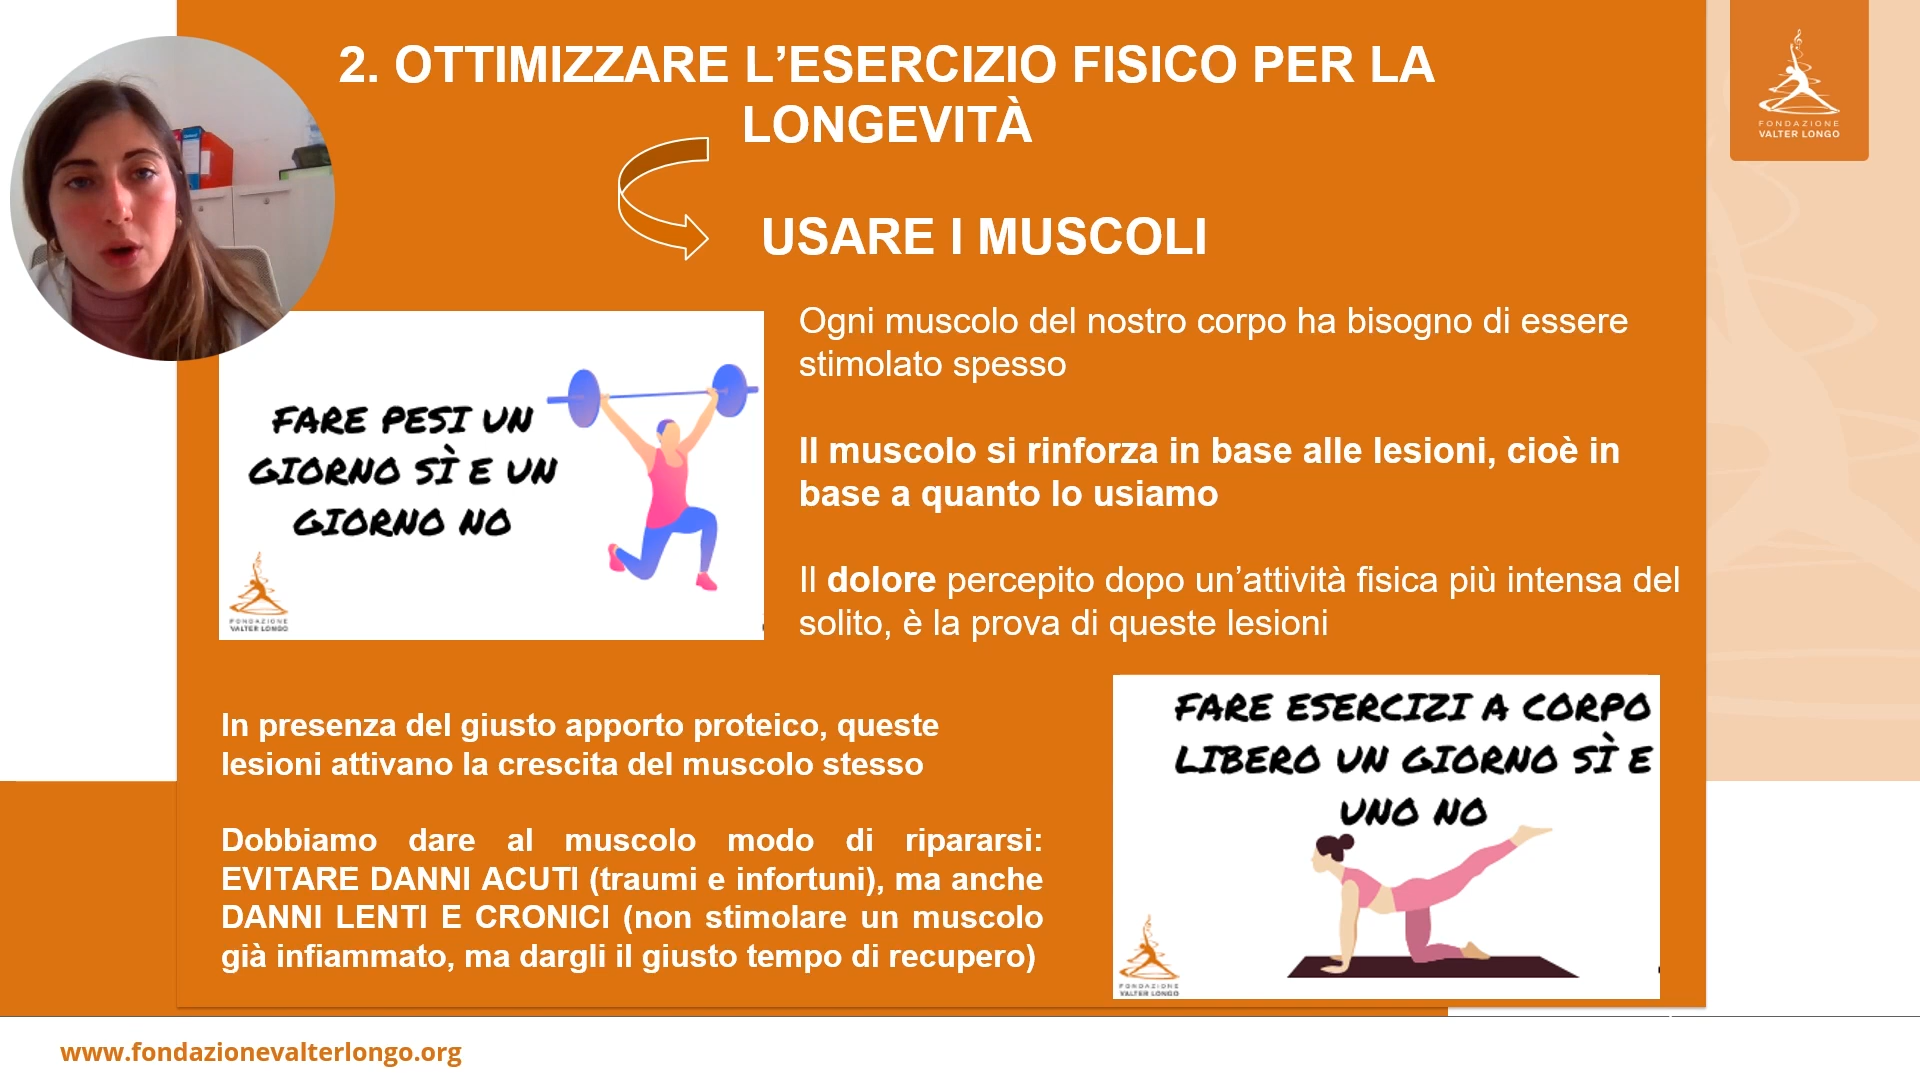 2. OTTIMIZZARE L’ESERCIZIO FISICO PER LA
LONGEVITÀ
FONDAZIONE
VALTER LONGO
USARE I MUSCOLI
Ogni muscolo del nostro corpo ha bisogno di essere
stimolato spesso
Il muscolo si rinforza in base alle lesioni, cioè in
base a quanto lo usiamo
Il dolore percepito dopo un’attività fisica più intensa del
solito, è la prova di queste lesioni
FARE PESI UN
GIORNO SÌ E UN
GIORNO NO
FONDAZIONE
VALTER LONGO
In presenza del giusto apporto proteico, queste
lesioni attivano la crescita del muscolo stesso
Dobbiamo dare al muscolo modo di ripararsi:
EVITARE DANNI ACUTI (traumi e infortuni), ma anche
DANNI LENTI E CRONICI (non stimolare un muscolo
già infiammato, ma dargli il giusto tempo di recupero)
FARE ESERCIZI A CORPO
LIBERO UN GIORNO SÌ E
UNO NO
FONDAZIONE
VALTER LONGO
www.fondazionevalterlongo.org